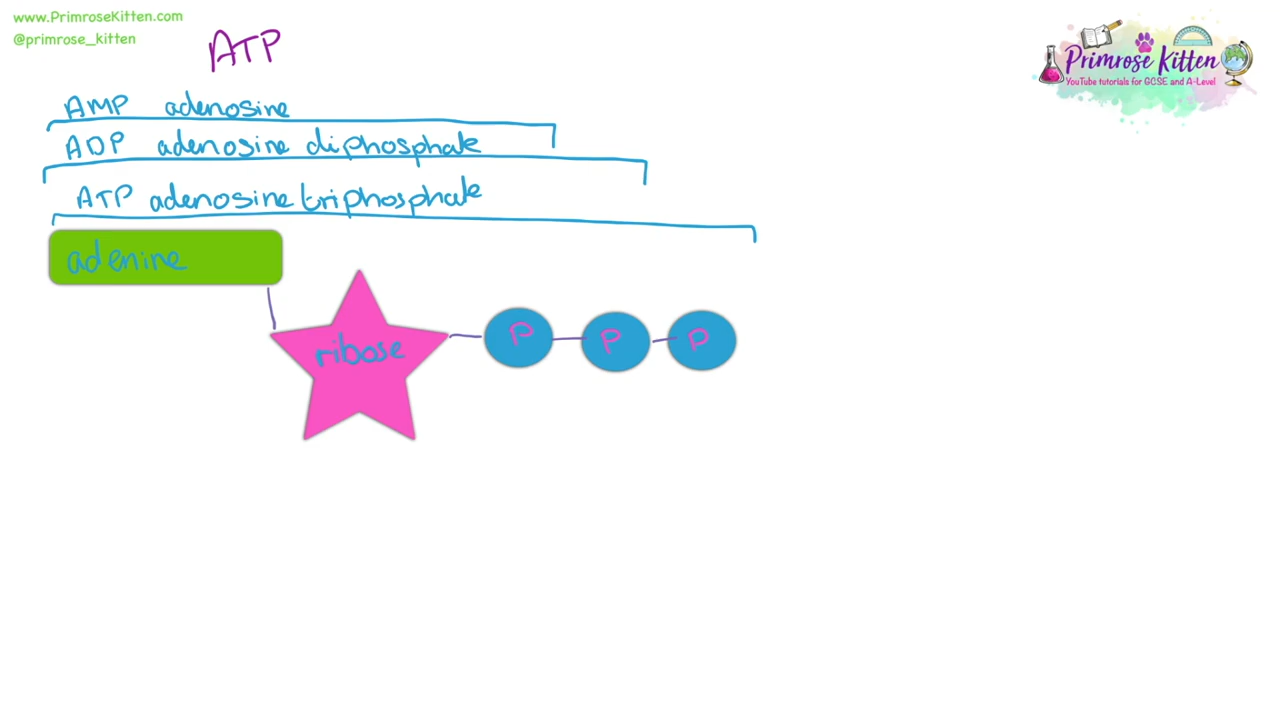 www.PrimroseKitten.com
@primrose_kitten
ATP
Primrose Kitten
YouTube tutorials for GCSE and A-Level
AMP adenosine
ADP adenosine diphosphate
ATP adenosine triphosphate
adenine
ribose
P P P